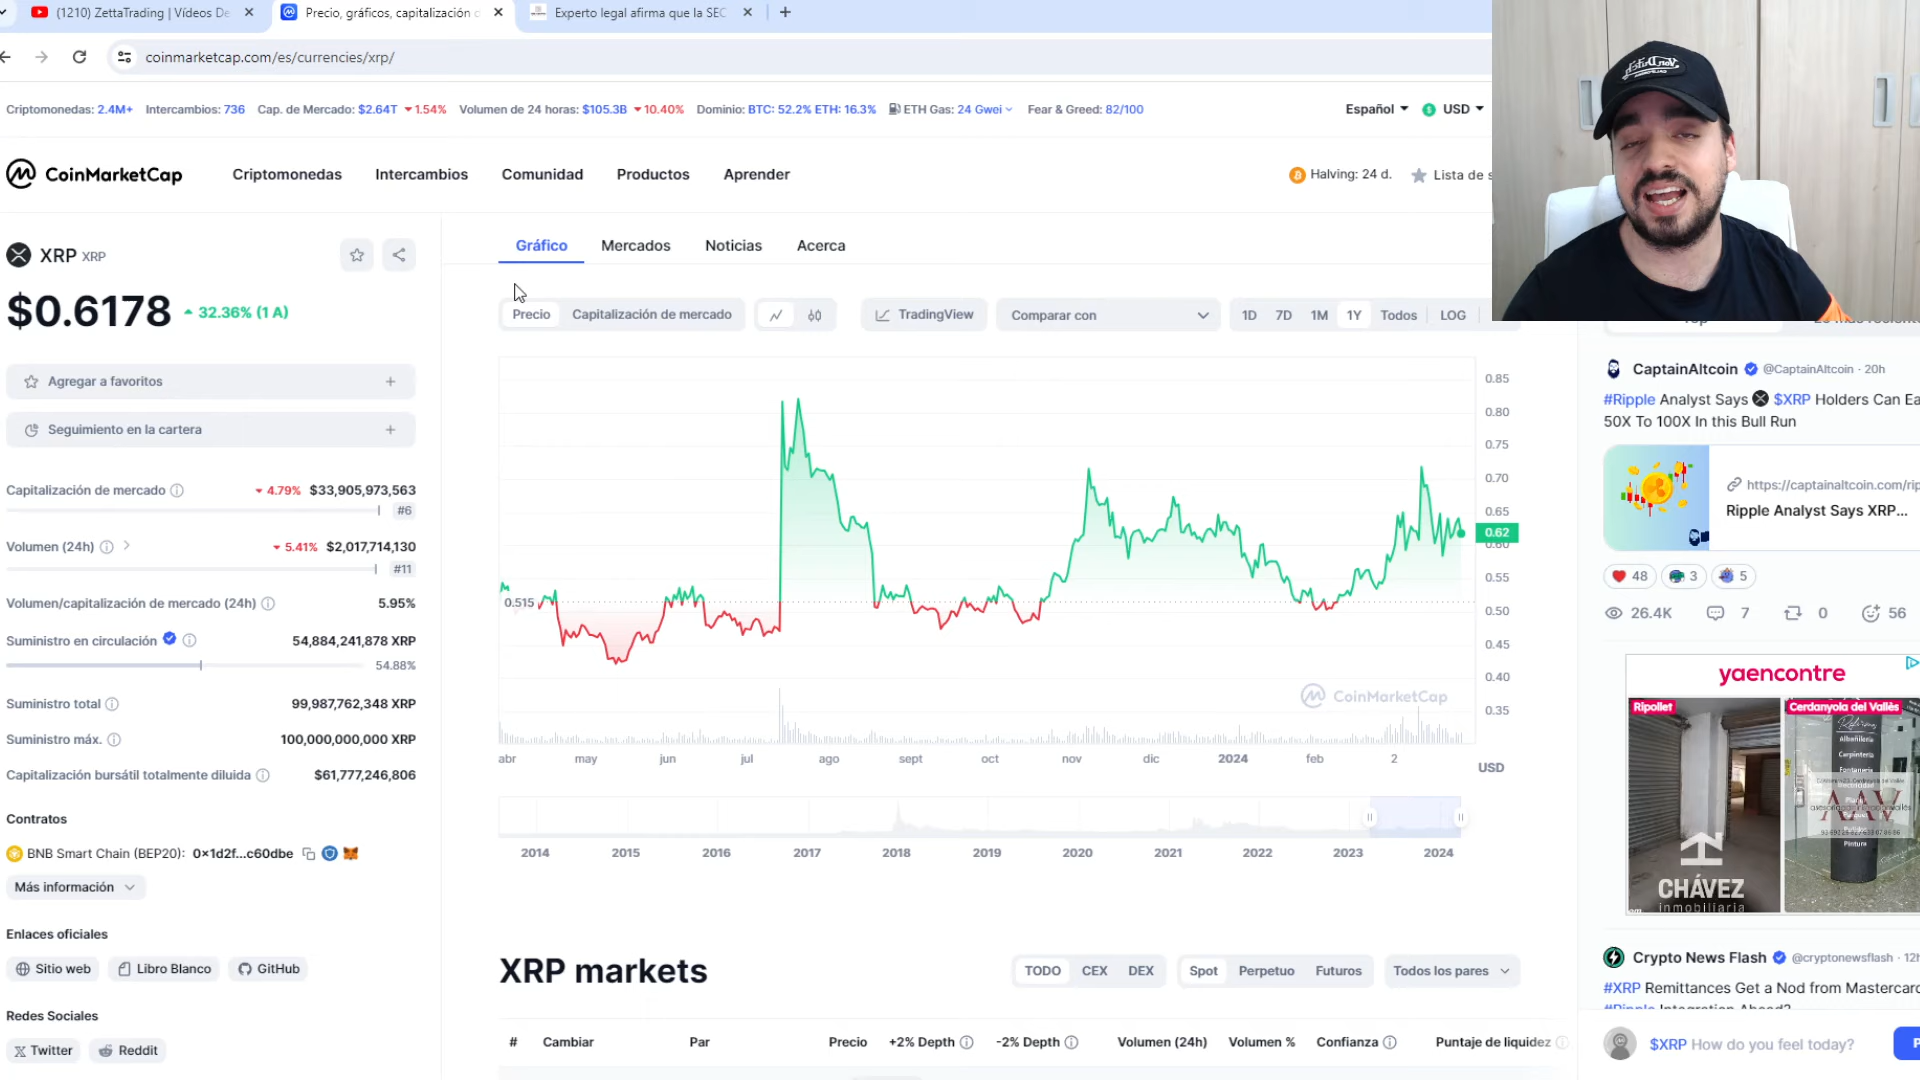 (1210) ZettaTrading | Vídeos De
Precio, gráficos, capitalización
Experto legal afirma que la SEC
coinmarketcap.com/es/currencies/xrp/
Criptomonedas: 2.4M+ Intercambios: 736 Cap. de Mercado: $2.64T 1.54% Volumen de 24 horas: $105.3B 10.40% Dominio: BTC: 52.2% ETH: 16.3% ETH Gas: 24 Gwei Fear & Greed: 82/100
Español USD
CoinMarketCap Criptomonedas Intercambios Comunidad Productos Aprender
Halving: 24 d. Lista de s
XRP XRP
$0.6178 32.36% (1 A)
Agregar a favoritos +
Seguimiento en la cartera +
Capitalización de mercado 4.79% $33,905,973,563
#6
Volumen (24h) 5.41% $2,017,714,130
#11
Volumen/capitalización de mercado (24h) 5.95%
Suministro en circulación 54,884,241,878 XRP
54.88%
Suministro total 99,987,762,348 XRP
Suministro máx. 100,000,000,000 XRP
Capitalización bursátil totalmente diluida $61,777,246,806
Contratos
BNB Smart Chain (BEP20): 0x1d2f...c60dbe
Más información
Enlaces oficiales
Sitio web Libro Blanco GitHub
Redes Sociales
Twitter Reddit
Gráfico Mercados Noticias Acerca
Precio Capitalización de mercado TradingView Comparar con 1D 7D 1M 1Y Todos LOG
0.85
0.80
0.75
0.70
0.65
0.62
0.60
0.55
0.515
0.50
0.45
0.40
CoinMarketCap
0.35
abr may jun jul ago sept oct nov dic 2024 feb 2
USD
2014 2015 2016 2017 2018 2019 2020 2021 2022 2023 2024
XRP markets
TODO CEX DEX Spot Perpetuo Futuros Todos los pares
# Cambiar Par Precio +2% Depth -2% Depth Volumen (24h) Volumen % Confianza Puntaje de liquidez
CaptainAltcoin @CaptainAltcoin · 20h
#Ripple Analyst Says $XRP Holders Can Ea
50X To 100X In this Bull Run
https://captainaltcoin.com/rip
Ripple Analyst Says XRP...
48 3 5
26.4K 7 0 56
yaencontre
Ripollet
Cerdanyola del Vallès
Albañilería
Carpintería
Fontanería
Pintura
AAV
CHÁVEZ
inmobiliaria
Crypto News Flash @cryptonewsflash · 12h
#XRP Remittances Get a Nod from Mastercard
#Ripple Integration Ahead?
$XRP How do you feel today?